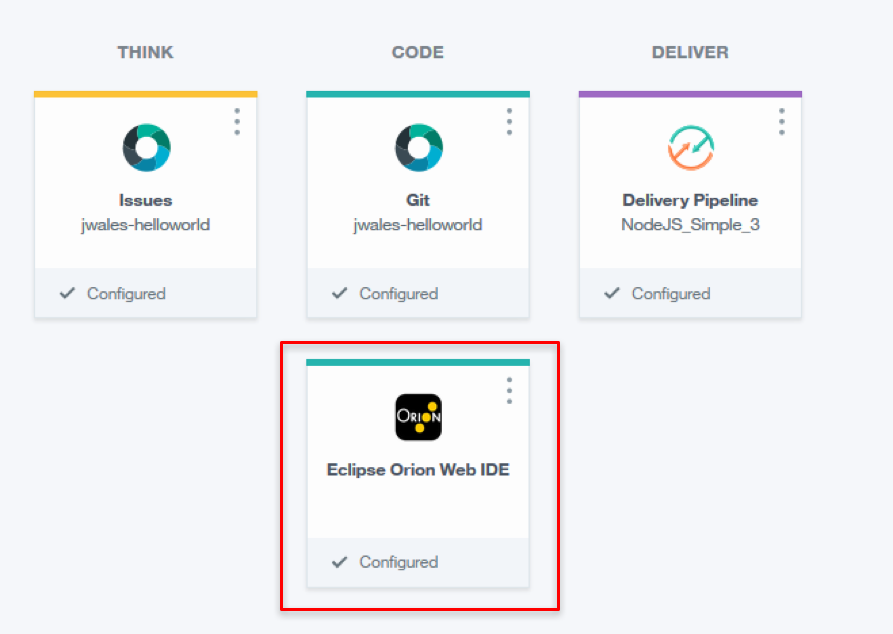 THINK
CODE
DELIVER
Issues
jwales-helloworld
Configured
Git
jwales-helloworld
Configured
Delivery Pipeline
NodeJS_Simple_3
Configured
ORION
Eclipse Orion Web IDE
Configured